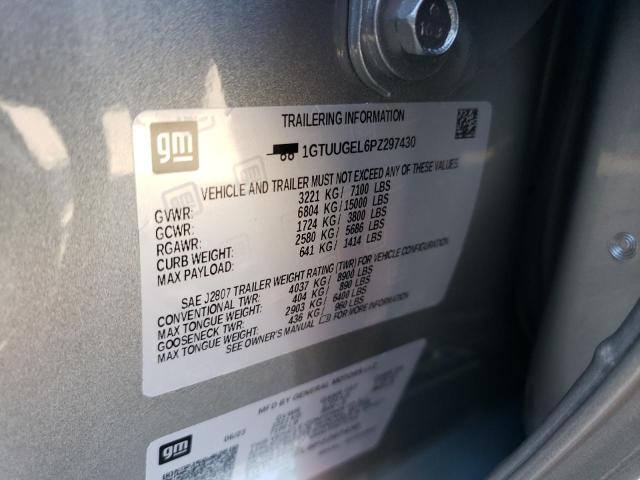 TRAILERING INFORMATION
gm
1GTUUGEL6PZ297430
VEHICLE AND TRAILER MUST NOT EXCEED ANY OF THESE VALUES
GVWR: 3221 KG / 7100 LBS
GCWR: 6804 KG / 15000 LBS
RGAWR: 1724 KG / 3800 LBS
CURB WEIGHT: 2580 KG / 5686 LBS
MAX PAYLOAD: 641 KG / 1414 LBS
SAE J2807 TRAILER WEIGHT RATING (TWR) FOR VEHICLE CONFIGURATION
CONVENTIONAL TWR: 4037 KG / 8900 LBS
MAX TONGUE WEIGHT: 404 KG / 890 LBS
GOOSENECK TWR: 2903 KG / 6400 LBS
MAX TONGUE WEIGHT: 436 KG / 960 LBS
SEE OWNER'S MANUAL FOR MORE INFORMATION
MFD BY GENERAL MOTORS LLC
gm
06/23